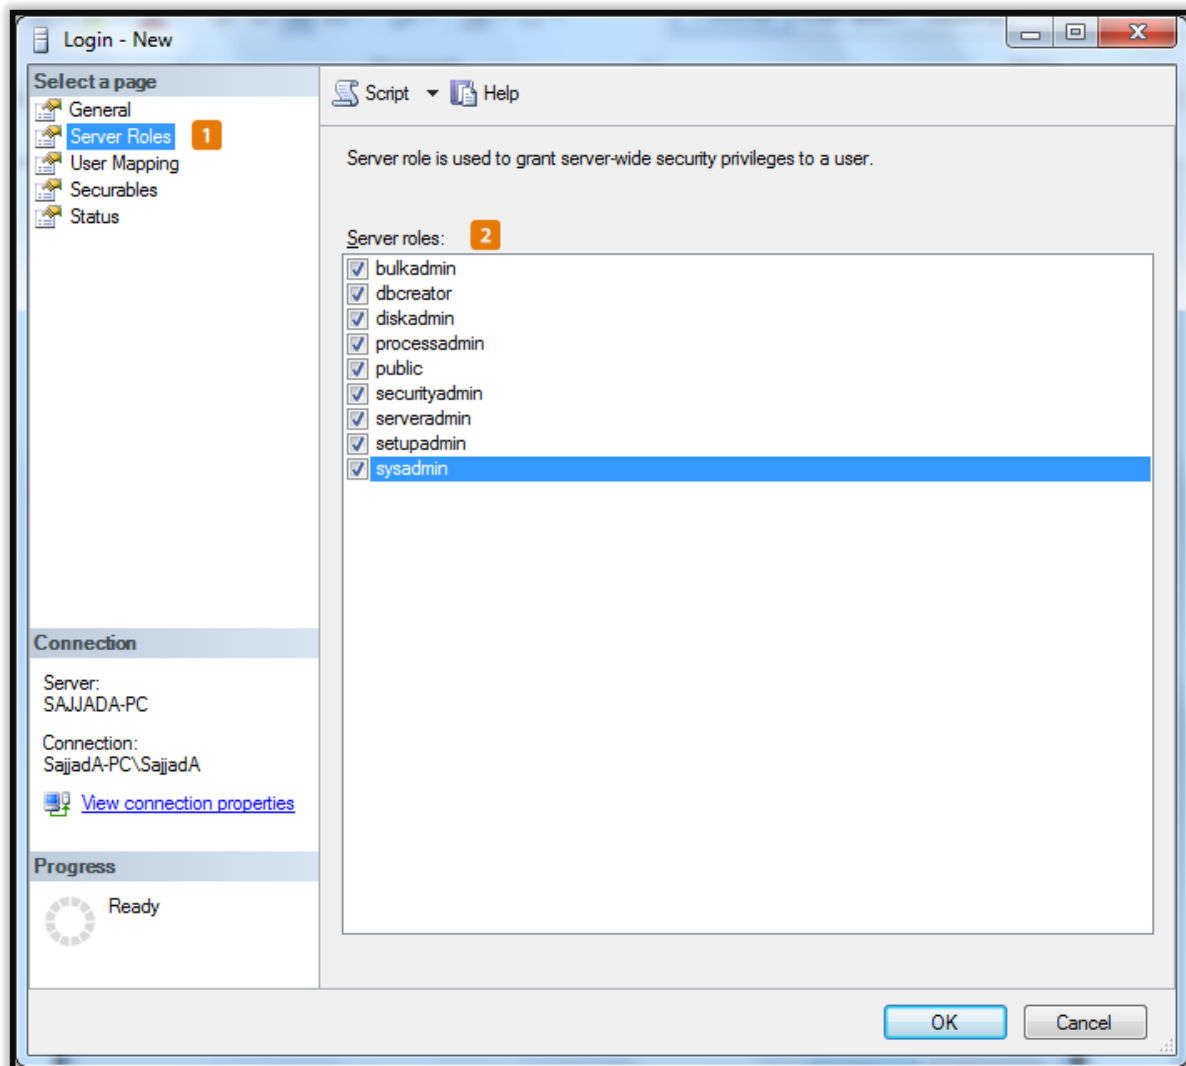 Login - New
Select a page
General
Server Roles 1
User Mapping
Securables
Status
Script Help
Server role is used to grant server-wide security privileges to a user.
Server roles: 2
bulkadmin
dbcreator
diskadmin
processadmin
public
securityadmin
serveradmin
setupadmin
sysadmin
Connection
Server:
SAJJADA-PC
Connection:
SajjadA-PC\SajjadA
View connection properties
Progress
Ready
OK Cancel